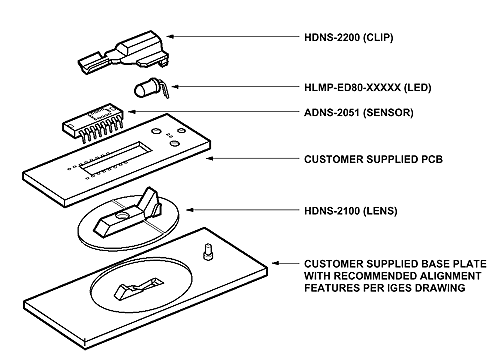 HDNS-2200 (CLIP)
HLMP-ED80-XXXXX (LED)
ADNS-2051 (SENSOR)
CUSTOMER SUPPLIED PCB
HDNS-2100 (LENS)
CUSTOMER SUPPLIED BASE PLATE
WITH RECOMMENDED ALIGNMENT
FEATURES PER IGES DRAWING